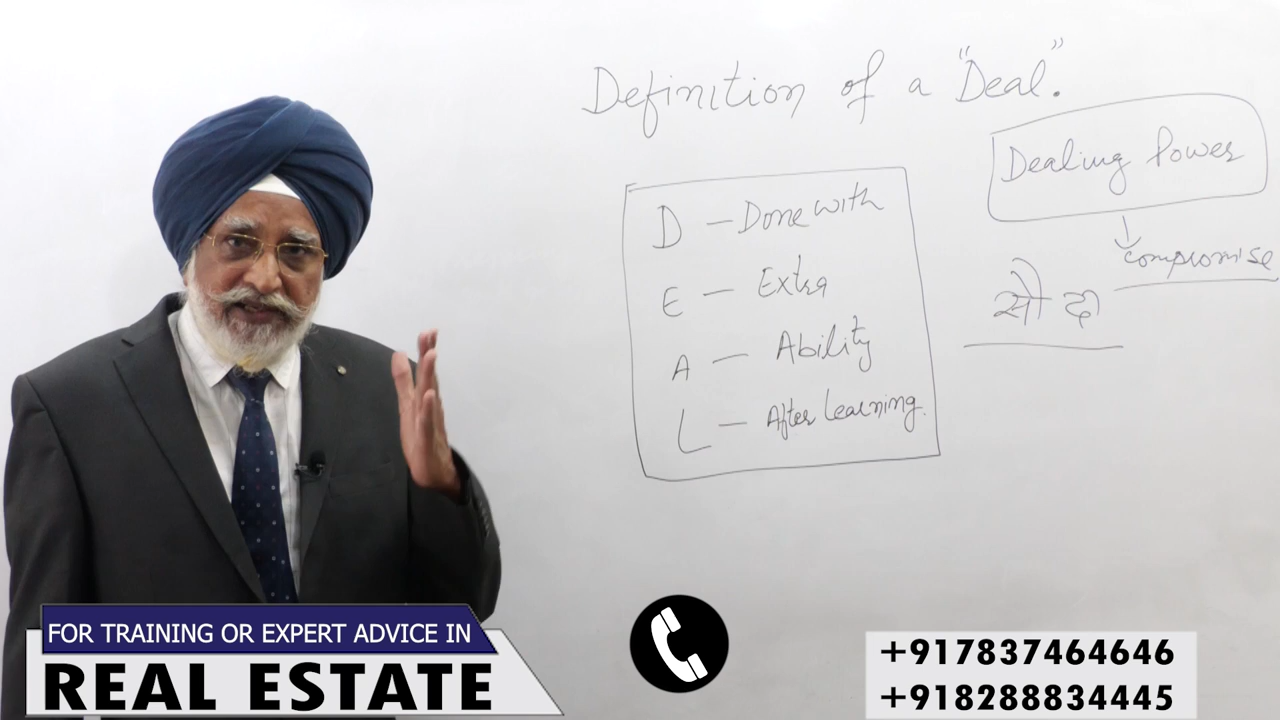 Definition of a "Deal".
Dealing Power
compromise
सौदा
D — Done with
E — Extra
A — Ability
L — After Learning.
FOR TRAINING OR EXPERT ADVICE IN
REAL ESTATE
+917837464646
+918288834445